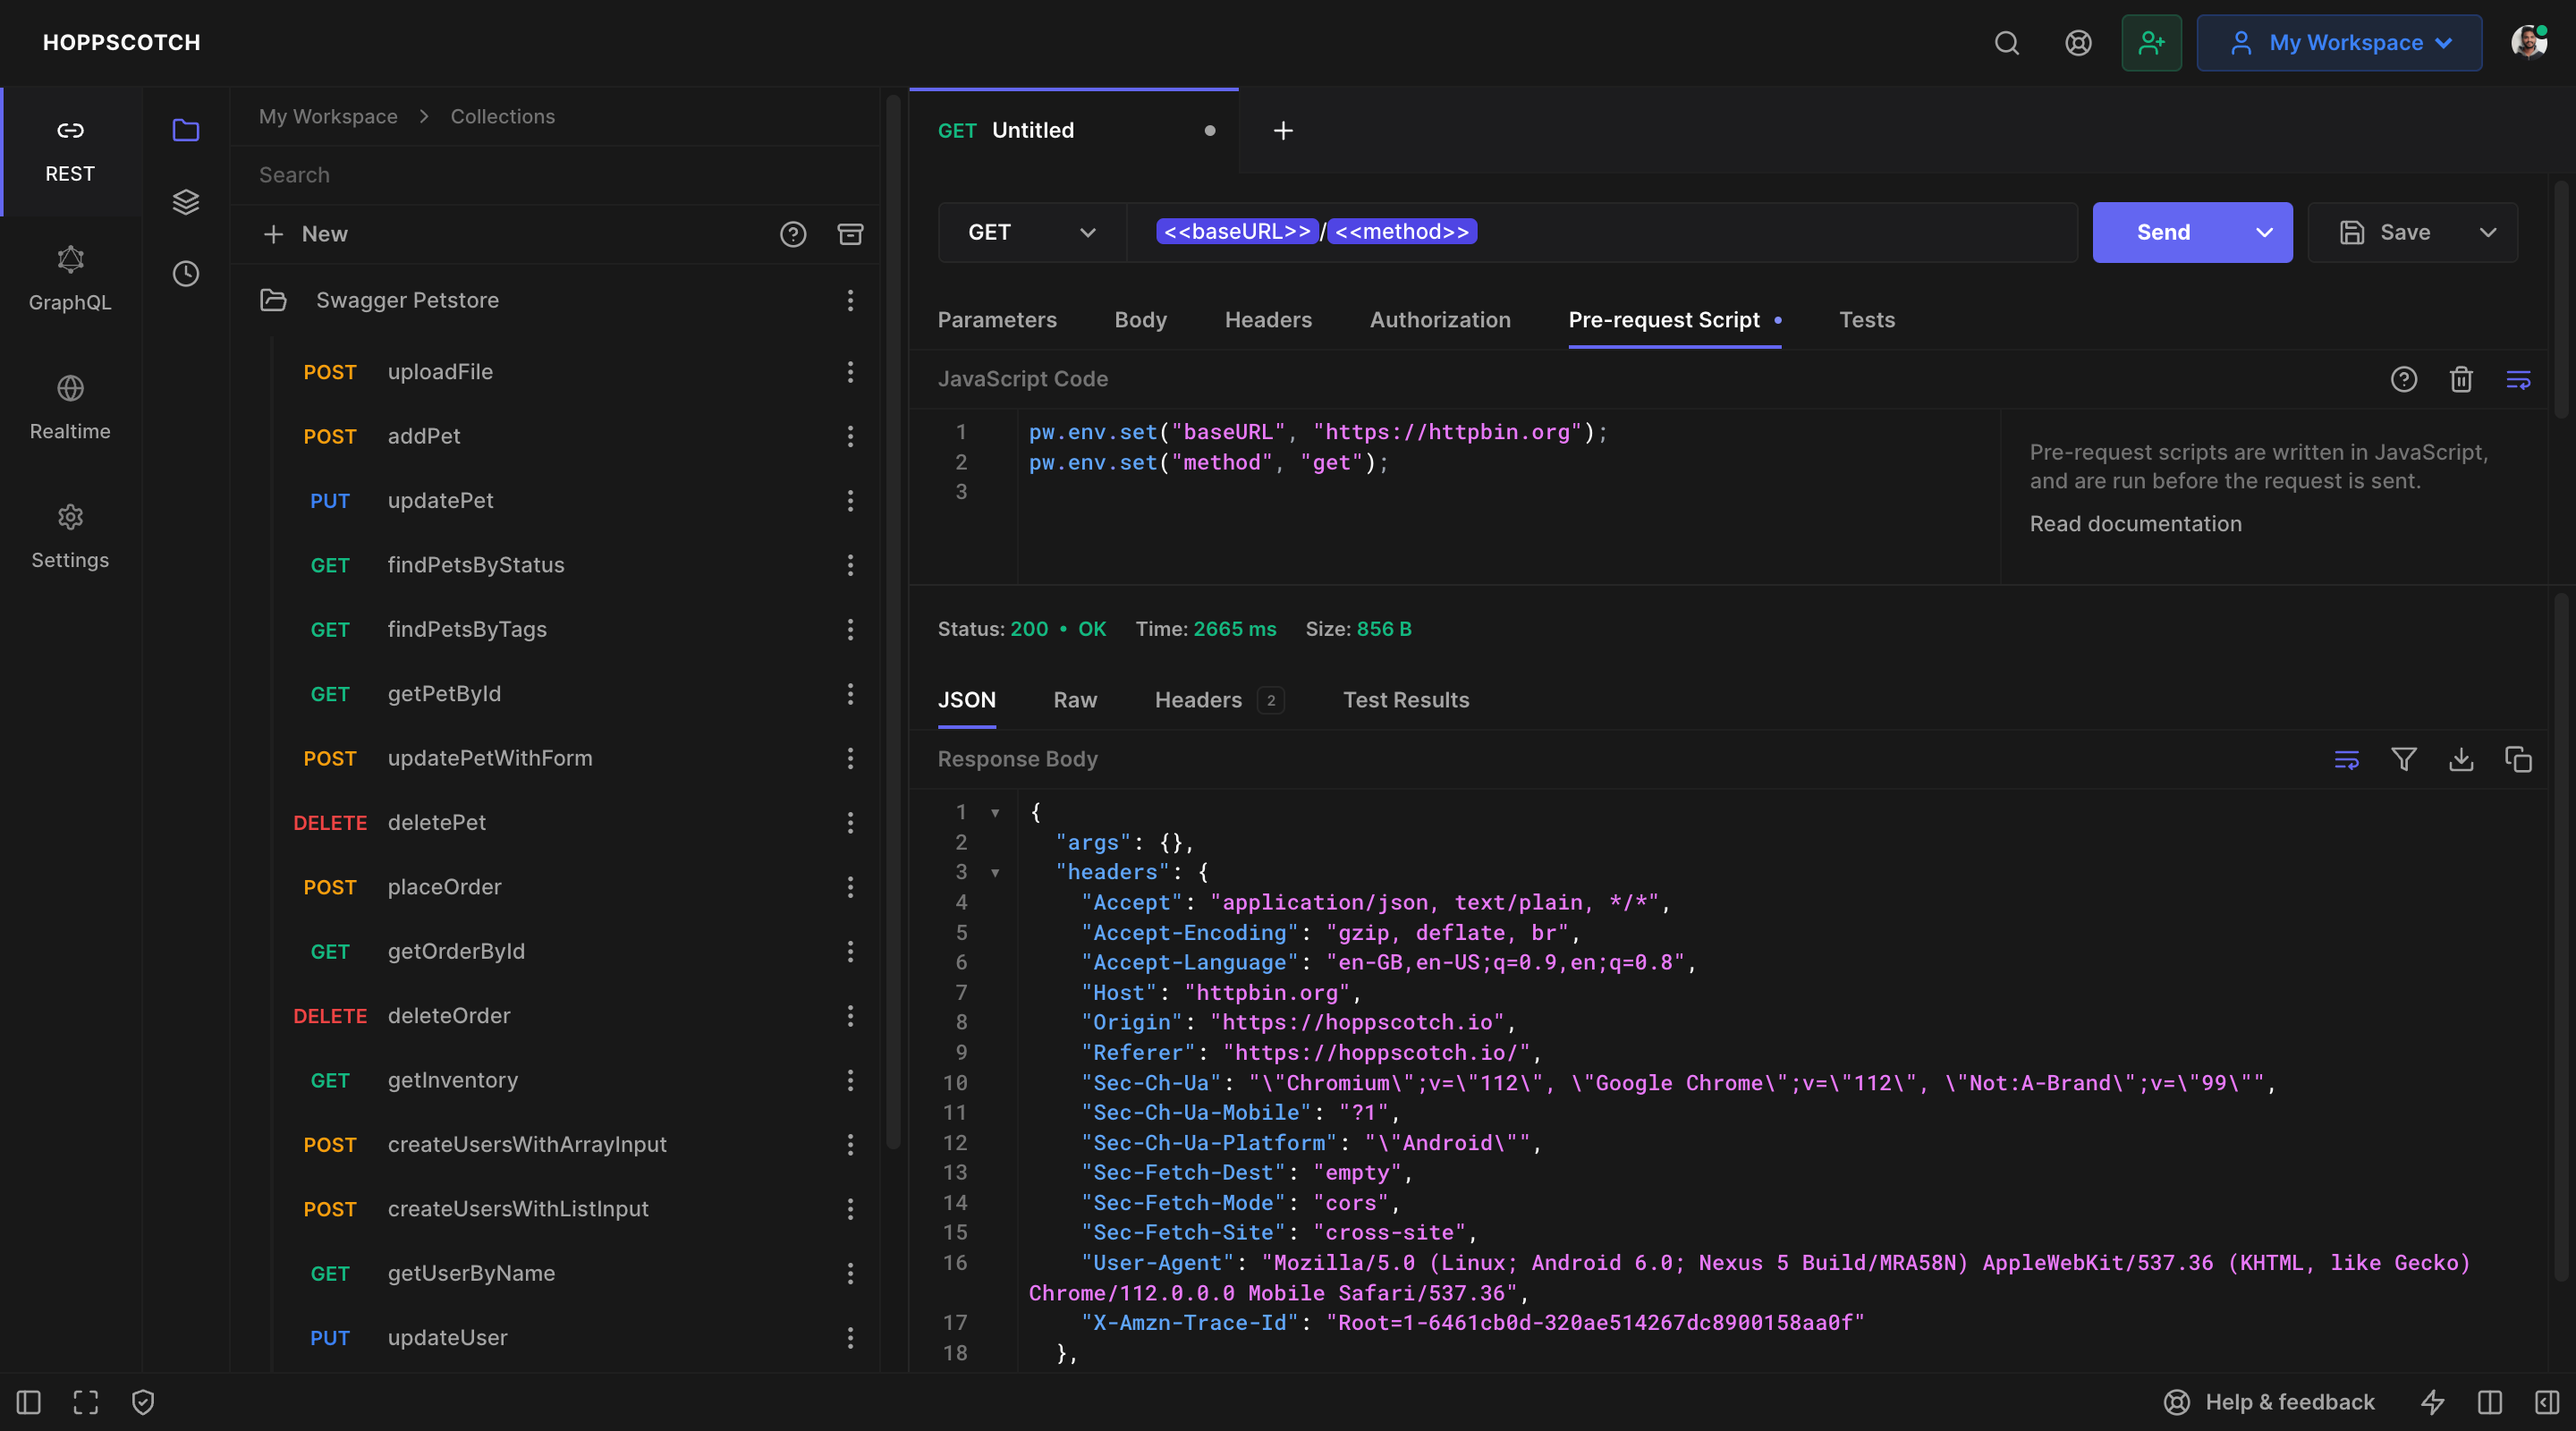 HOPPSCOTCH
My Workspace
REST
GraphQL
Realtime
Settings
My Workspace > Collections
Search
+ New
Swagger Petstore
POST uploadFile
POST addPet
PUT updatePet
GET findPetsByStatus
GET findPetsByTags
GET getPetById
POST updatePetWithForm
DELETE deletePet
POST placeOrder
GET getOrderById
DELETE deleteOrder
GET getInventory
POST createUsersWithArrayInput
POST createUsersWithListInput
GET getUserByName
PUT updateUser
GET Untitled
GET <<baseURL>>/<<method>> Send Save
Parameters Body Headers Authorization Pre-request Script Tests
JavaScript Code
1 pw.env.set("baseURL", "https://httpbin.org");
2 pw.env.set("method", "get");
3
Pre-request scripts are written in JavaScript,
and are run before the request is sent.
Read documentation
Status: 200 • OK Time: 2665 ms Size: 856 B
JSON Raw Headers 2 Test Results
Response Body
1 {
2 "args": {},
3 "headers": {
4 "Accept": "application/json, text/plain, */*",
5 "Accept-Encoding": "gzip, deflate, br",
6 "Accept-Language": "en-GB,en-US;q=0.9,en;q=0.8",
7 "Host": "httpbin.org",
8 "Origin": "https://hoppscotch.io",
9 "Referer": "https://hoppscotch.io/",
10 "Sec-Ch-Ua": "\"Chromium\";v=\"112\", \"Google Chrome\";v=\"112\", \"Not:A-Brand\";v=\"99\"",
11 "Sec-Ch-Ua-Mobile": "?1",
12 "Sec-Ch-Ua-Platform": "\"Android\"",
13 "Sec-Fetch-Dest": "empty",
14 "Sec-Fetch-Mode": "cors",
15 "Sec-Fetch-Site": "cross-site",
16 "User-Agent": "Mozilla/5.0 (Linux; Android 6.0; Nexus 5 Build/MRA58N) AppleWebKit/537.36 (KHTML, like Gecko)
Chrome/112.0.0.0 Mobile Safari/537.36",
17 "X-Amzn-Trace-Id": "Root=1-6461cb0d-320ae514267dc8900158aa0f"
18 },
Help & feedback